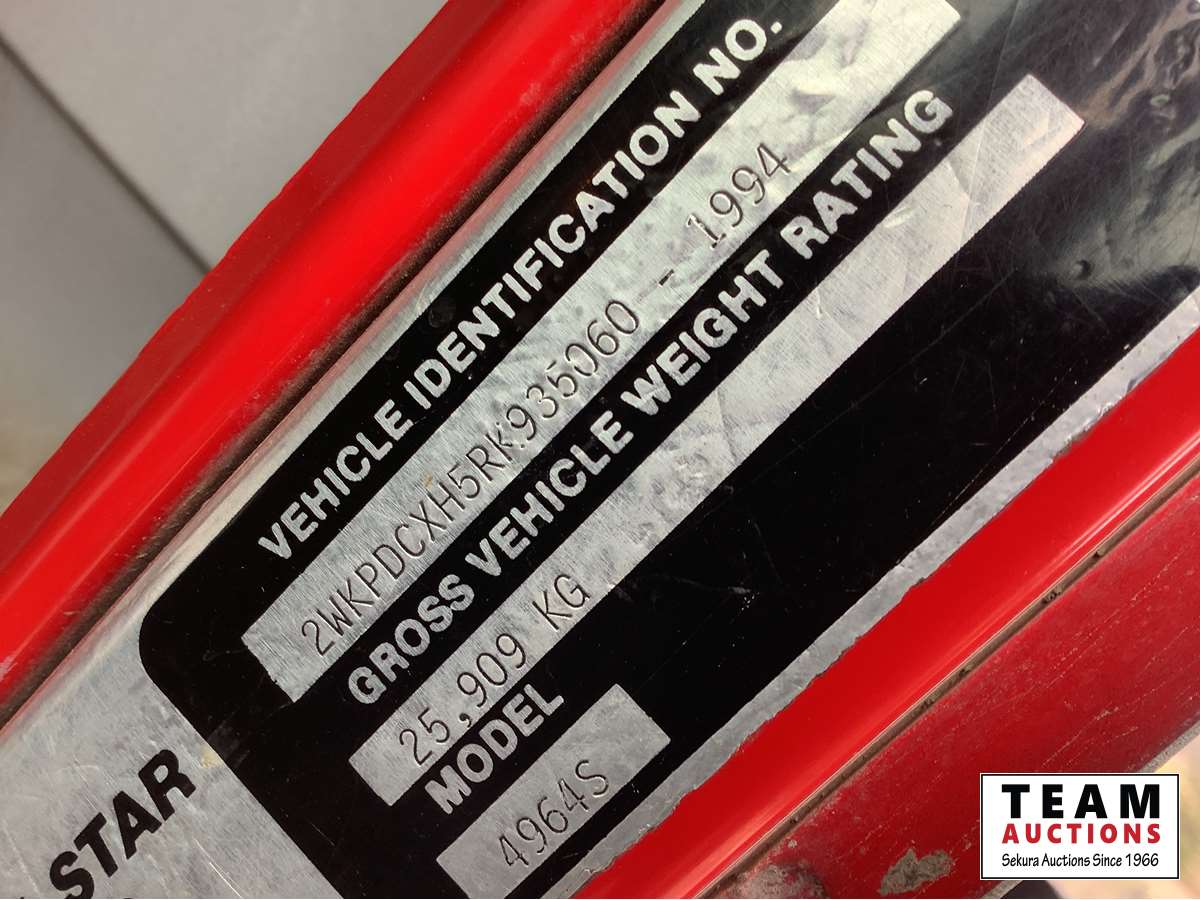 VEHICLE IDENTIFICATION NO.
2WKPDCXH5RK935060 - 1994
GROSS VEHICLE WEIGHT RATING
25,909 KG
MODEL
4964S
STAR
TEAM
AUCTIONS
Sekura Auctions Since 1966